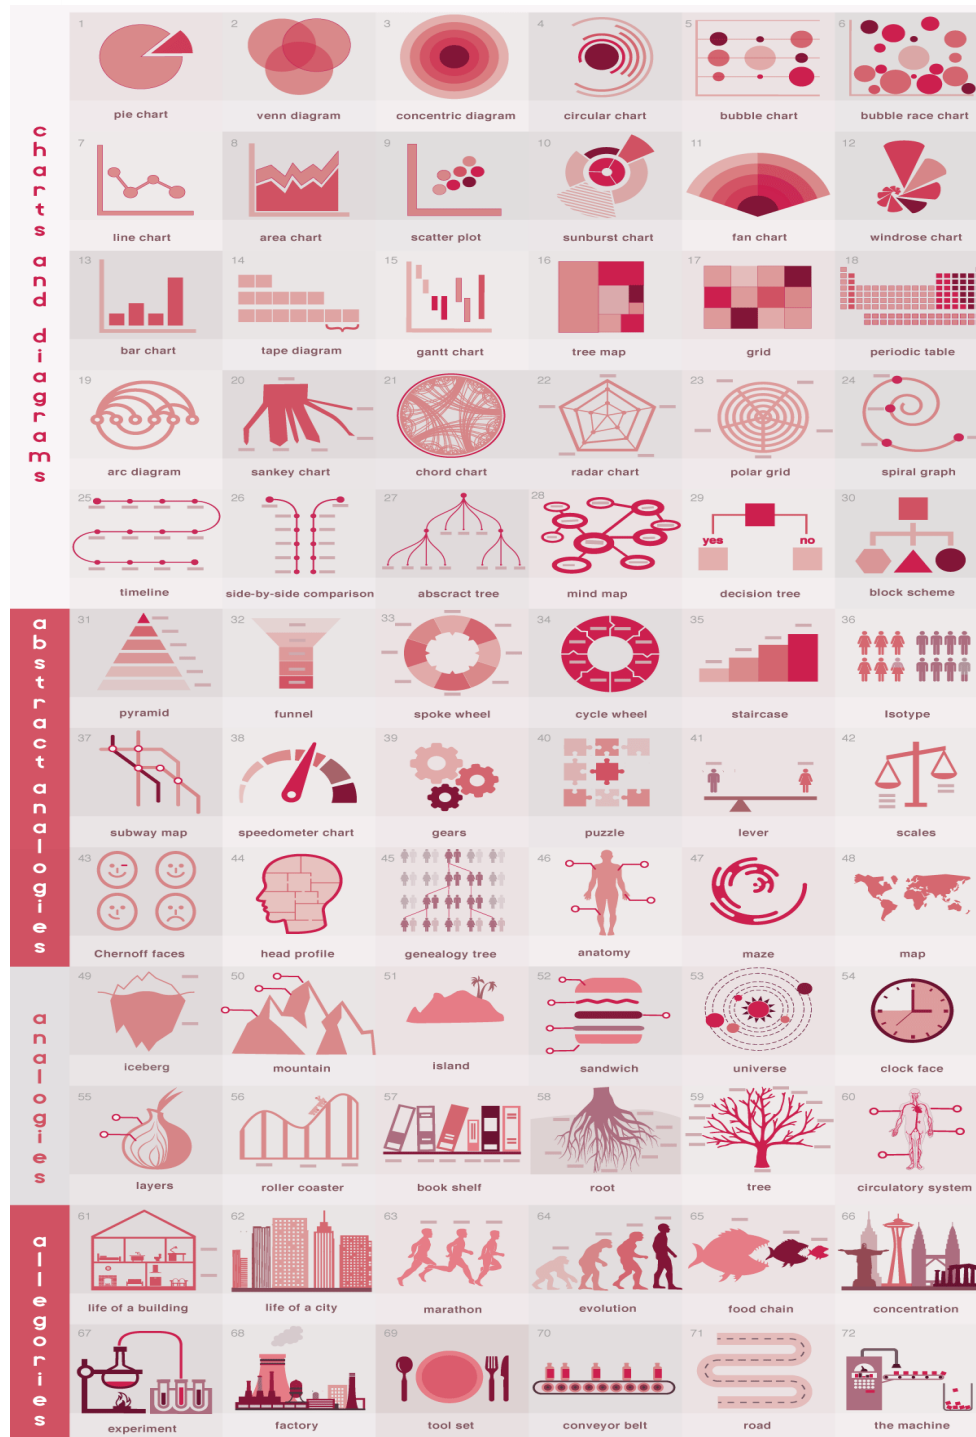 charts and diagrams
1 2 3 4 5 6
pie chart venn diagram concentric diagram circular chart bubble chart bubble race chart
7 8 9 10 11 12
line chart area chart scatter plot sunburst chart fan chart windrose chart
13 14 15 16 17 18
bar chart tape diagram gantt chart tree map grid periodic table
19 20 21 22 23 24
arc diagram sankey chart chord chart radar chart polar grid spiral graph
25 26 27 28 29 30
yes no
timeline side-by-side comparison abscract tree mind map decision tree block scheme
abstract analogies
31 32 33 34 35 36
pyramid funnel spoke wheel cycle wheel staircase Isotype
37 38 39 40 41 42
subway map speedometer chart gears puzzle lever scales
43 44 45 46 47 48
Chernoff faces head profile genealogy tree anatomy maze map
analogies
49 50 51 52 53 54
iceberg mountain island sandwich universe clock face
55 56 57 58 59 60
layers roller coaster book shelf root tree circulatory system
allegories
61 62 63 64 65 66
life of a building life of a city marathon evolution food chain concentration
67 68 69 70 71 72
experiment factory tool set conveyor belt road the machine